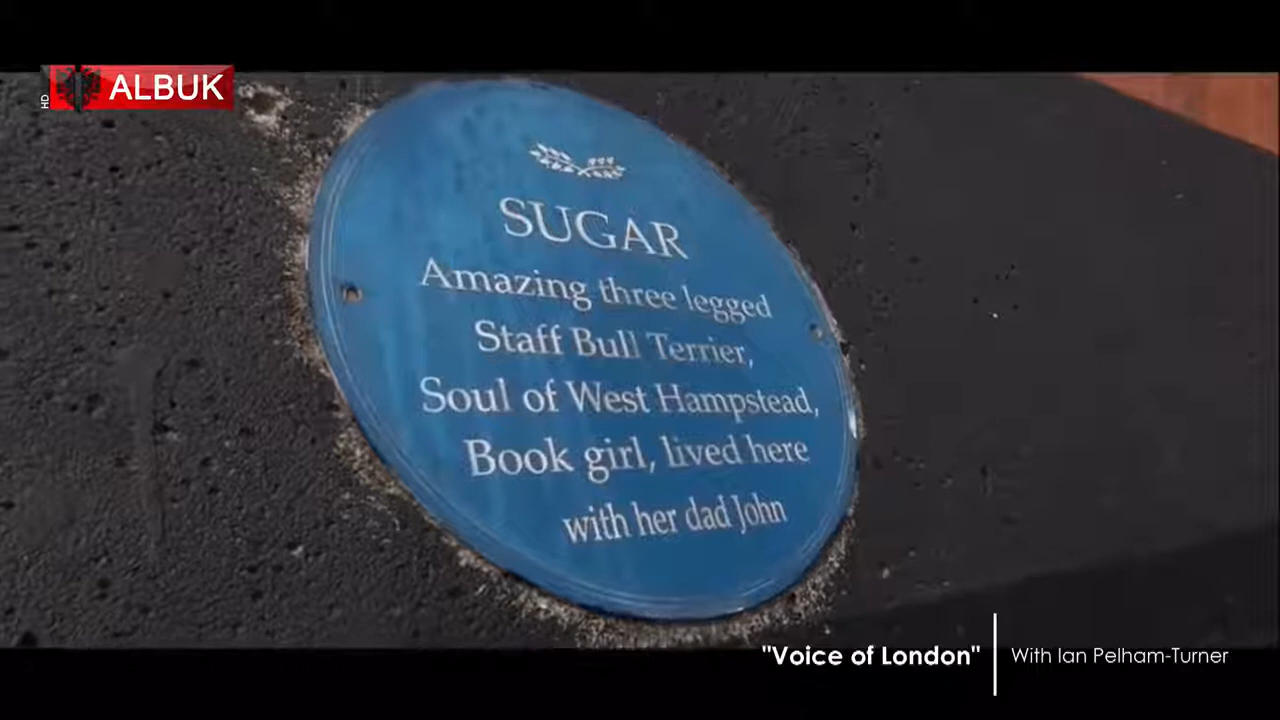 HD
ALBUK
SUGAR
Amazing three legged
Staff Bull Terrier,
Soul of West Hampstead,
Book girl, lived here
with her dad John
"Voice of London"
With Ian Pelham-Turner